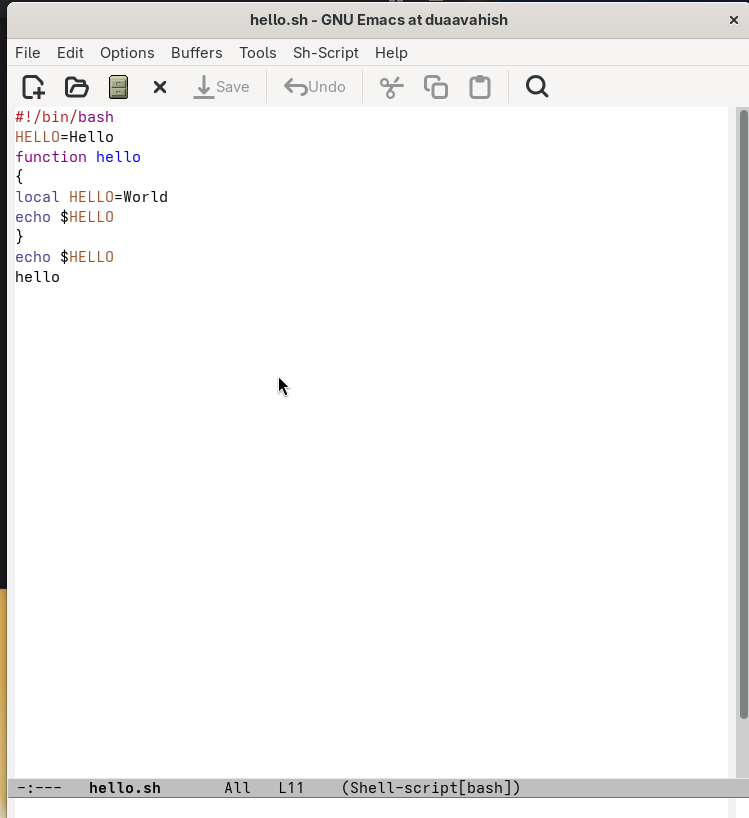 hello.sh - GNU Emacs at duaavahish
File Edit Options Buffers Tools Sh-Script Help
Save Undo
#!/bin/bash
HELLO=Hello
function hello
{
local HELLO=World
echo $HELLO
}
echo $HELLO
hello
-:--- hello.sh All L11 (Shell-script[bash])